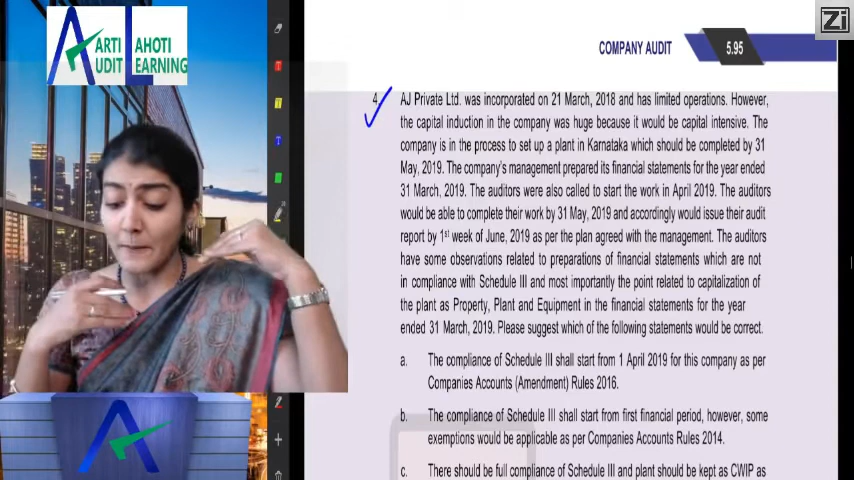 ARTI LAHOTI
AUDIT LEARNING
Zi
COMPANY AUDIT 5.95
4. AJ Private Ltd. was incorporated on 21 March, 2018 and has limited operations. However,
the capital induction in the company was huge because it would be capital intensive. The
company is in the process to set up a plant in Karnataka which should be completed by 31
May, 2019. The company's management prepared its financial statements for the year ended
31 March, 2019. The auditors were also called to start the work in April 2019. The auditors
would be able to complete their work by 31 May, 2019 and accordingly would issue their audit
report by 1st week of June, 2019 as per the plan agreed with the management. The auditors
have some observations related to preparations of financial statements which are not
in compliance with Schedule III and most importantly the point related to capitalization of
the plant as Property, Plant and Equipment in the financial statements for the year
ended 31 March, 2019. Please suggest which of the following statements would be correct.
a. The compliance of Schedule III shall start from 1 April 2019 for this company as per
Companies Accounts (Amendment) Rules 2016.
b. The compliance of Schedule III shall start from first financial period, however, some
exemptions would be applicable as per Companies Accounts Rules 2014.
c. There should be full compliance of Schedule III and plant should be kept as CWIP as